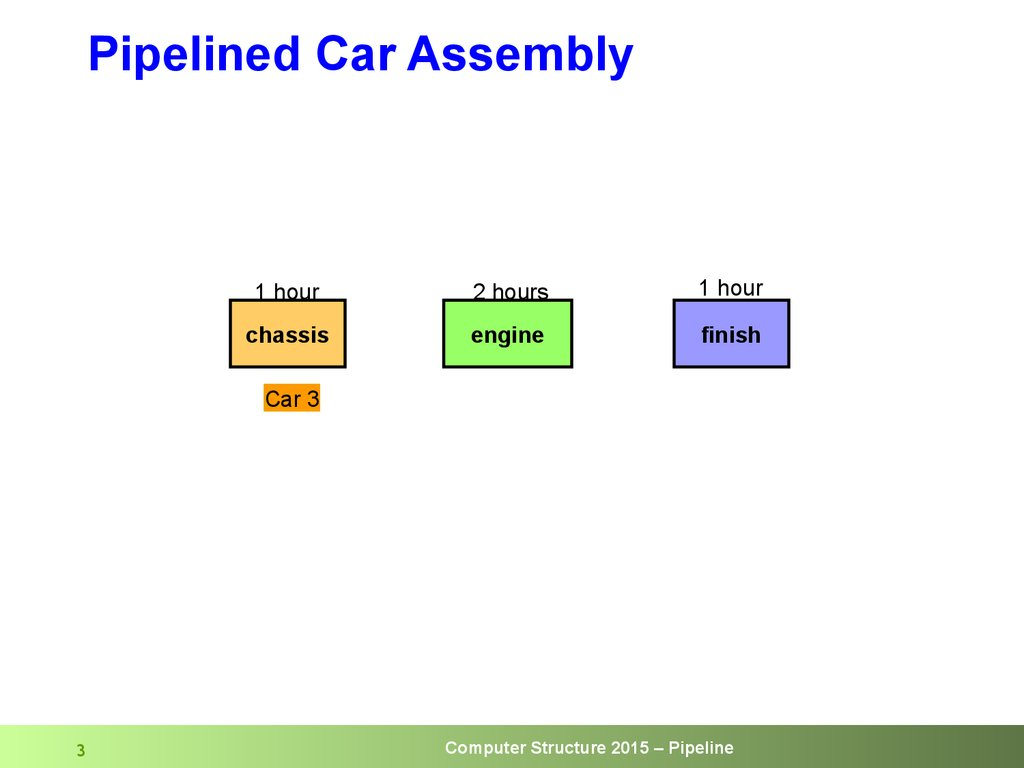 Pipelined Car Assembly
1 hour
2 hours
1 hour
chassis
engine
finish
Car 3
3
Computer Structure 2015 – Pipeline